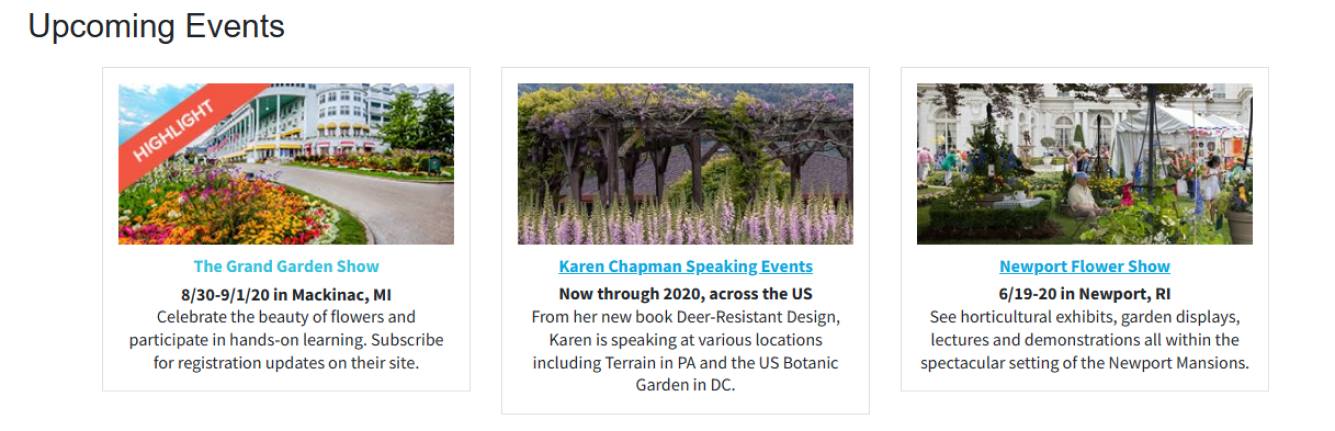 Upcoming Events
HIGHLIGHT
The Grand Garden Show
8/30-9/1/20 in Mackinac, MI
Celebrate the beauty of flowers and
participate in hands-on learning. Subscribe
for registration updates on their site.
Karen Chapman Speaking Events
Now through 2020, across the US
From her new book Deer-Resistant Design,
Karen is speaking at various locations
including Terrain in PA and the US Botanic
Garden in DC.
Newport Flower Show
6/19-20 in Newport, RI
See horticultural exhibits, garden displays,
lectures and demonstrations all within the
spectacular setting of the Newport Mansions.